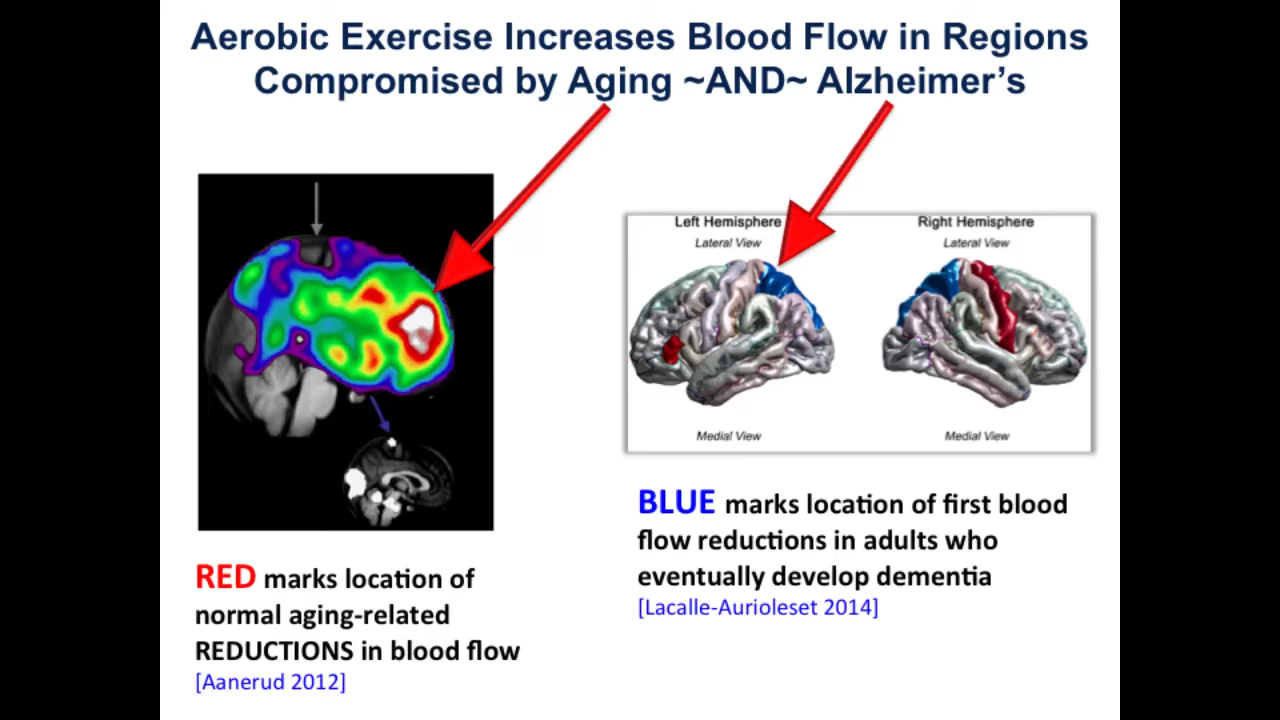 Aerobic Exercise Increases Blood Flow in Regions
Compromised by Aging ~AND~ Alzheimer's
RED marks location of
normal aging-related
REDUCTIONS in blood flow
[Aanerud 2012]
Left Hemisphere
Lateral View
Medial View
Right Hemisphere
Lateral View
Medial View
BLUE marks location of first blood
flow reductions in adults who
eventually develop dementia
[Lacalle-Aurioleset 2014]